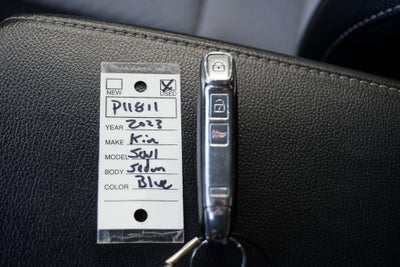 NEW USED
P11811
YEAR 2023
MAKE Kia
MODEL Soul
BODY Sedan
COLOR Blue